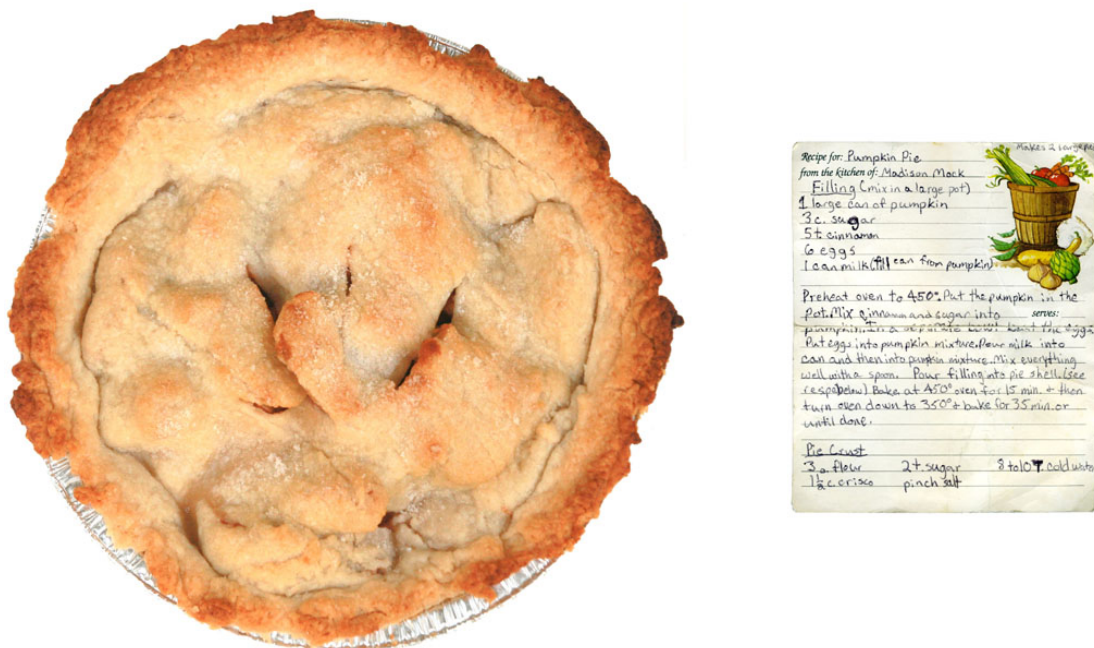 Makes 2 large pies
Recipe for: Pumpkin Pie
from the kitchen of: Madison Mock
Filling (mix in a large pot)
1 large can of pumpkin
3 c. sugar
5 t. cinnamon
6 eggs
1 can milk (fill can from pumpkin)
Preheat oven to 450°. Put the pumpkin in the
pot. Mix cinnamon and sugar into serves:
pumpkin. In a separate bowl beat the eggs
Put eggs into pumpkin mixture. Pour milk into
can and then into pumpkin mixture. Mix everything
well with a spoon. Pour filling into pie shell. (see
below) Bake at 450° oven for 15 min. & then
turn oven down to 350° & bake for 35 min. or
until done.
Pie Crust
3 c. flour 2 t sugar 8 to 10 T. cold water
1 1/2 c. crisco pinch salt